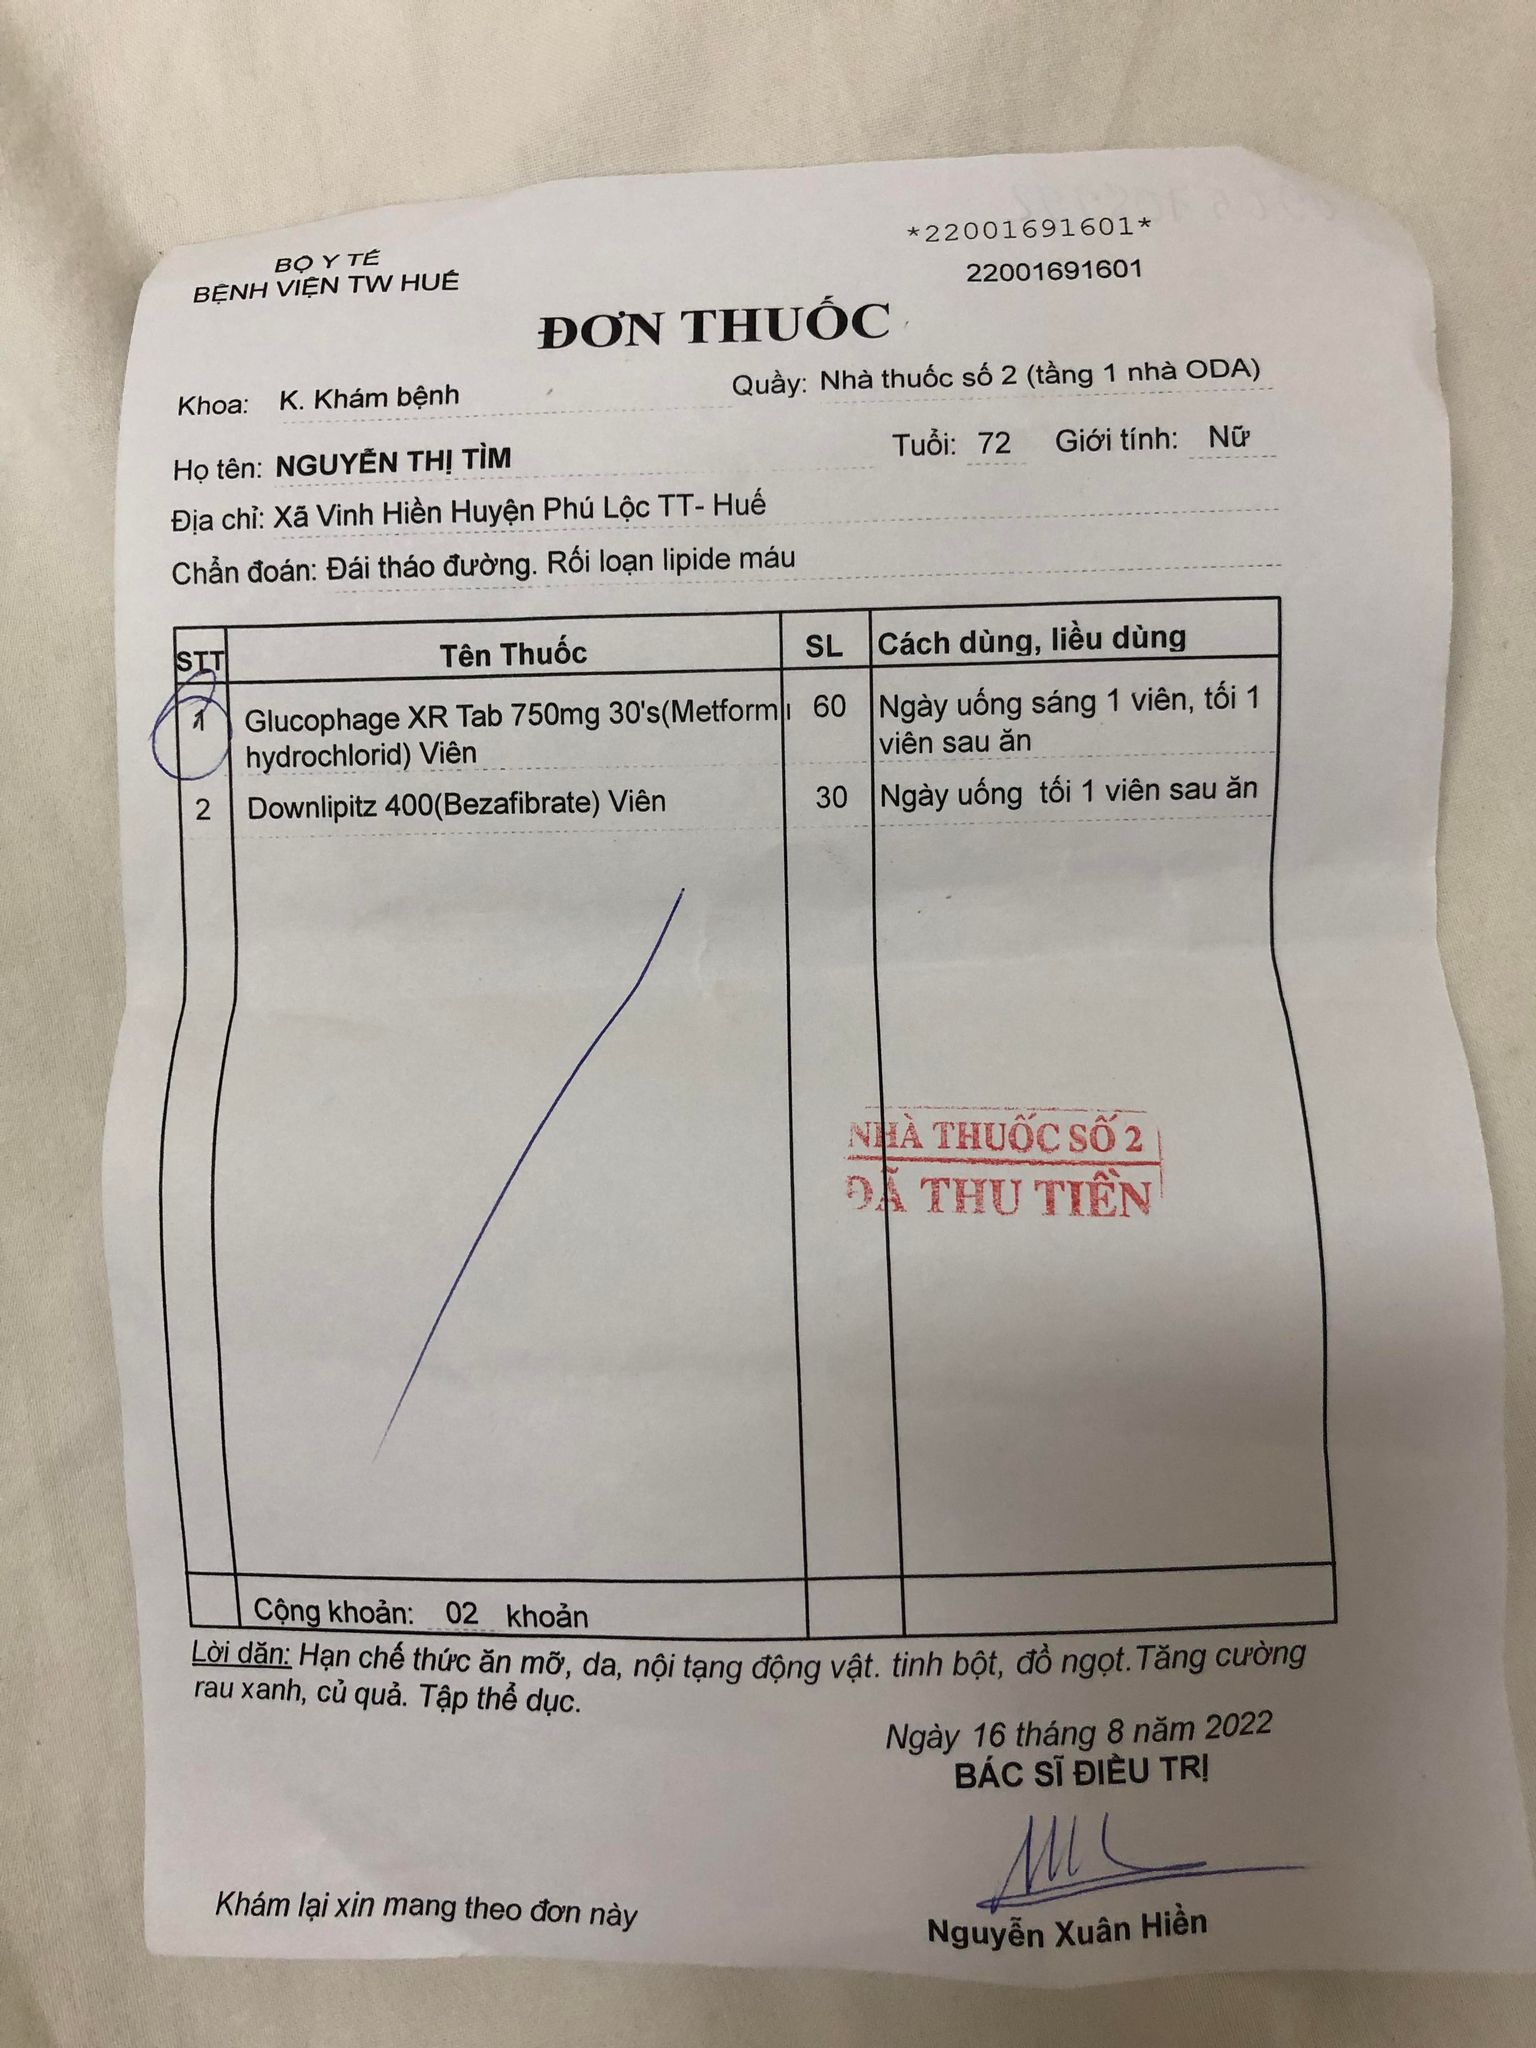 BỘ Y TẾ
BỆNH VIỆN TW HUẾ
*22001691601*
22001691601
ĐƠN THUỐC
Khoa: K. Khám bệnh
Quầy: Nhà thuốc số 2 (tầng 1 nhà ODA)
Họ tên: NGUYỄN THỊ TÌM Tuổi: 72 Giới tính: Nữ
Địa chỉ: Xã Vinh Hiền Huyện Phú Lộc TT- Huế
Chẩn đoán: Đái tháo đường. Rối loạn lipide máu
STT Tên Thuốc SL Cách dùng, liều dùng
1 Glucophage XR Tab 750mg 30's(Metformi 60 Ngày uống sáng 1 viên, tối 1
hydrochlorid) Viên viên sau ăn
2 Downlipitz 400(Bezafibrate) Viên 30 Ngày uống tối 1 viên sau ăn
NHÀ THUỐC SỐ 2
ĐÃ THU TIỀN
Cộng khoản: 02 khoản
Lời dặn: Hạn chế thức ăn mỡ, da, nội tạng động vật. tinh bột, đồ ngọt.Tăng cường
rau xanh, củ quả. Tập thể dục.
Ngày 16 tháng 8 năm 2022
BÁC SĨ ĐIỀU TRỊ
Khám lại xin mang theo đơn này
Nguyễn Xuân Hiền